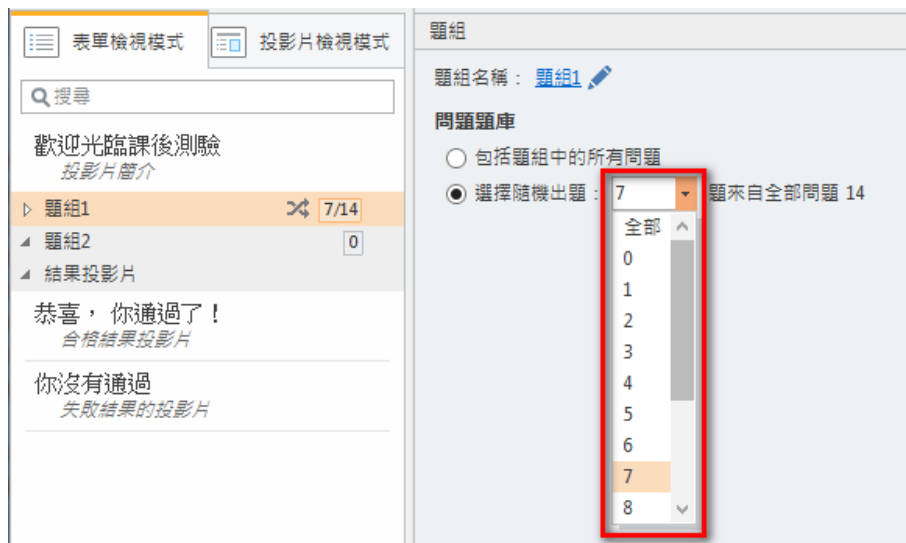 表單檢視模式
投影片檢視模式
搜尋
歡迎光臨課後測驗
投影片簡介
題組1
7/14
題組2
0
結果投影片
恭喜，你通過了！
合格結果投影片
你沒有通過
失敗結果的投影片
題組
題組名稱： 題組1
問題題庫
包括題組中的所有問題
選擇隨機出題： 7 題來自全部問題 14
全部
0
1
2
3
4
5
6
7
8